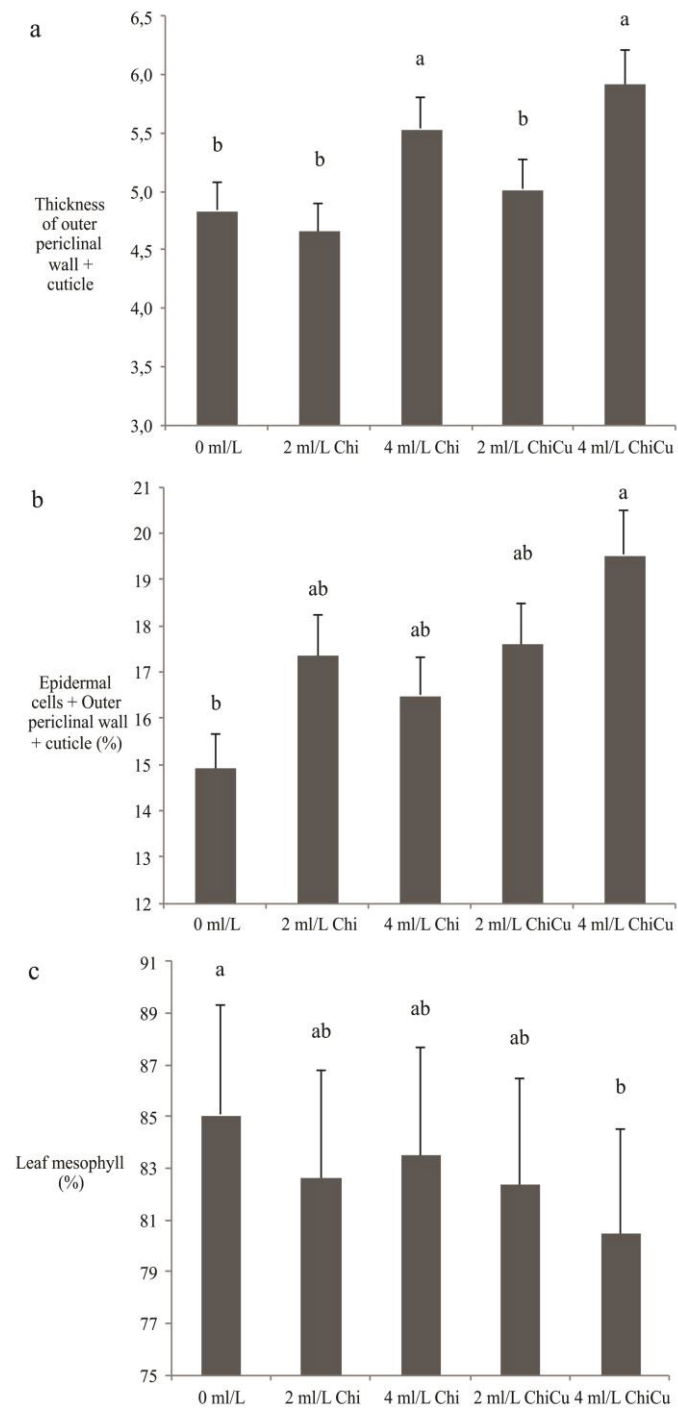 a
6,5
6,0
5,5
5,0
4,5
4,0
3,5
3,0
Thickness
of outer
periclinal
wall +
cuticle
b
b
a
b
a
0 ml/L
2 ml/L Chi
4 ml/L Chi
2 ml/L ChiCu
4 ml/L ChiCu
b
21
20
19
18
17
16
15
14
13
12
Epidermal
cells + Outer
periclinal wall
+ cuticle (%)
b
ab
ab
ab
a
0 ml/L
2 ml/L Chi
4 ml/L Chi
2 ml/L ChiCu
4 ml/L ChiCu
c
91
89
87
85
83
81
79
77
75
Leaf mesophyll
(%)
a
ab
ab
ab
b
0 ml/L
2 ml/L Chi
4 ml/L Chi
2 ml/L ChiCu
4 ml/L ChiCu